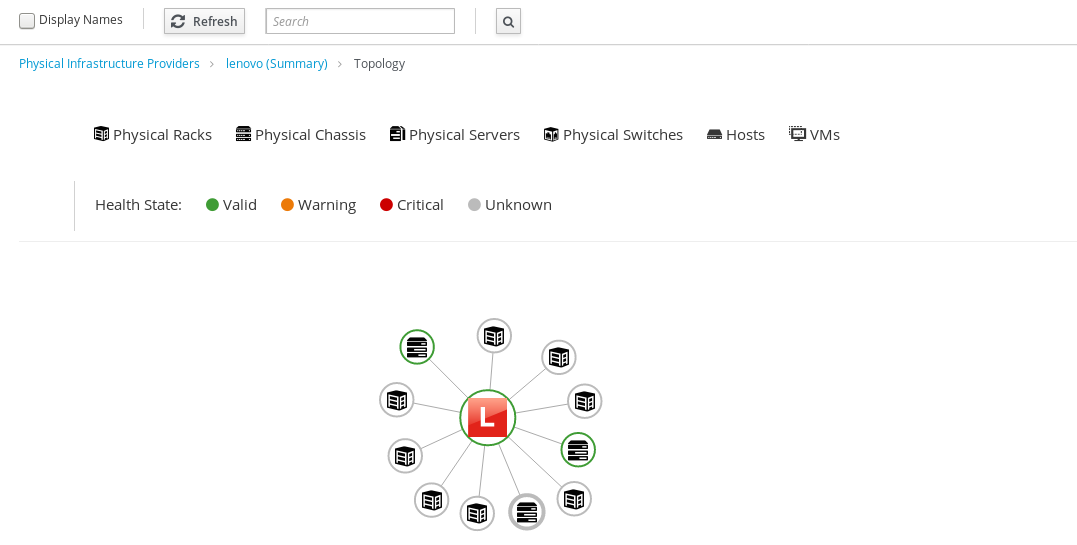 Display Names Refresh Search
Physical Infrastructure Providers › lenovo (Summary) › Topology
Physical Racks Physical Chassis Physical Servers Physical Switches Hosts VMs
Health State: Valid Warning Critical Unknown
L